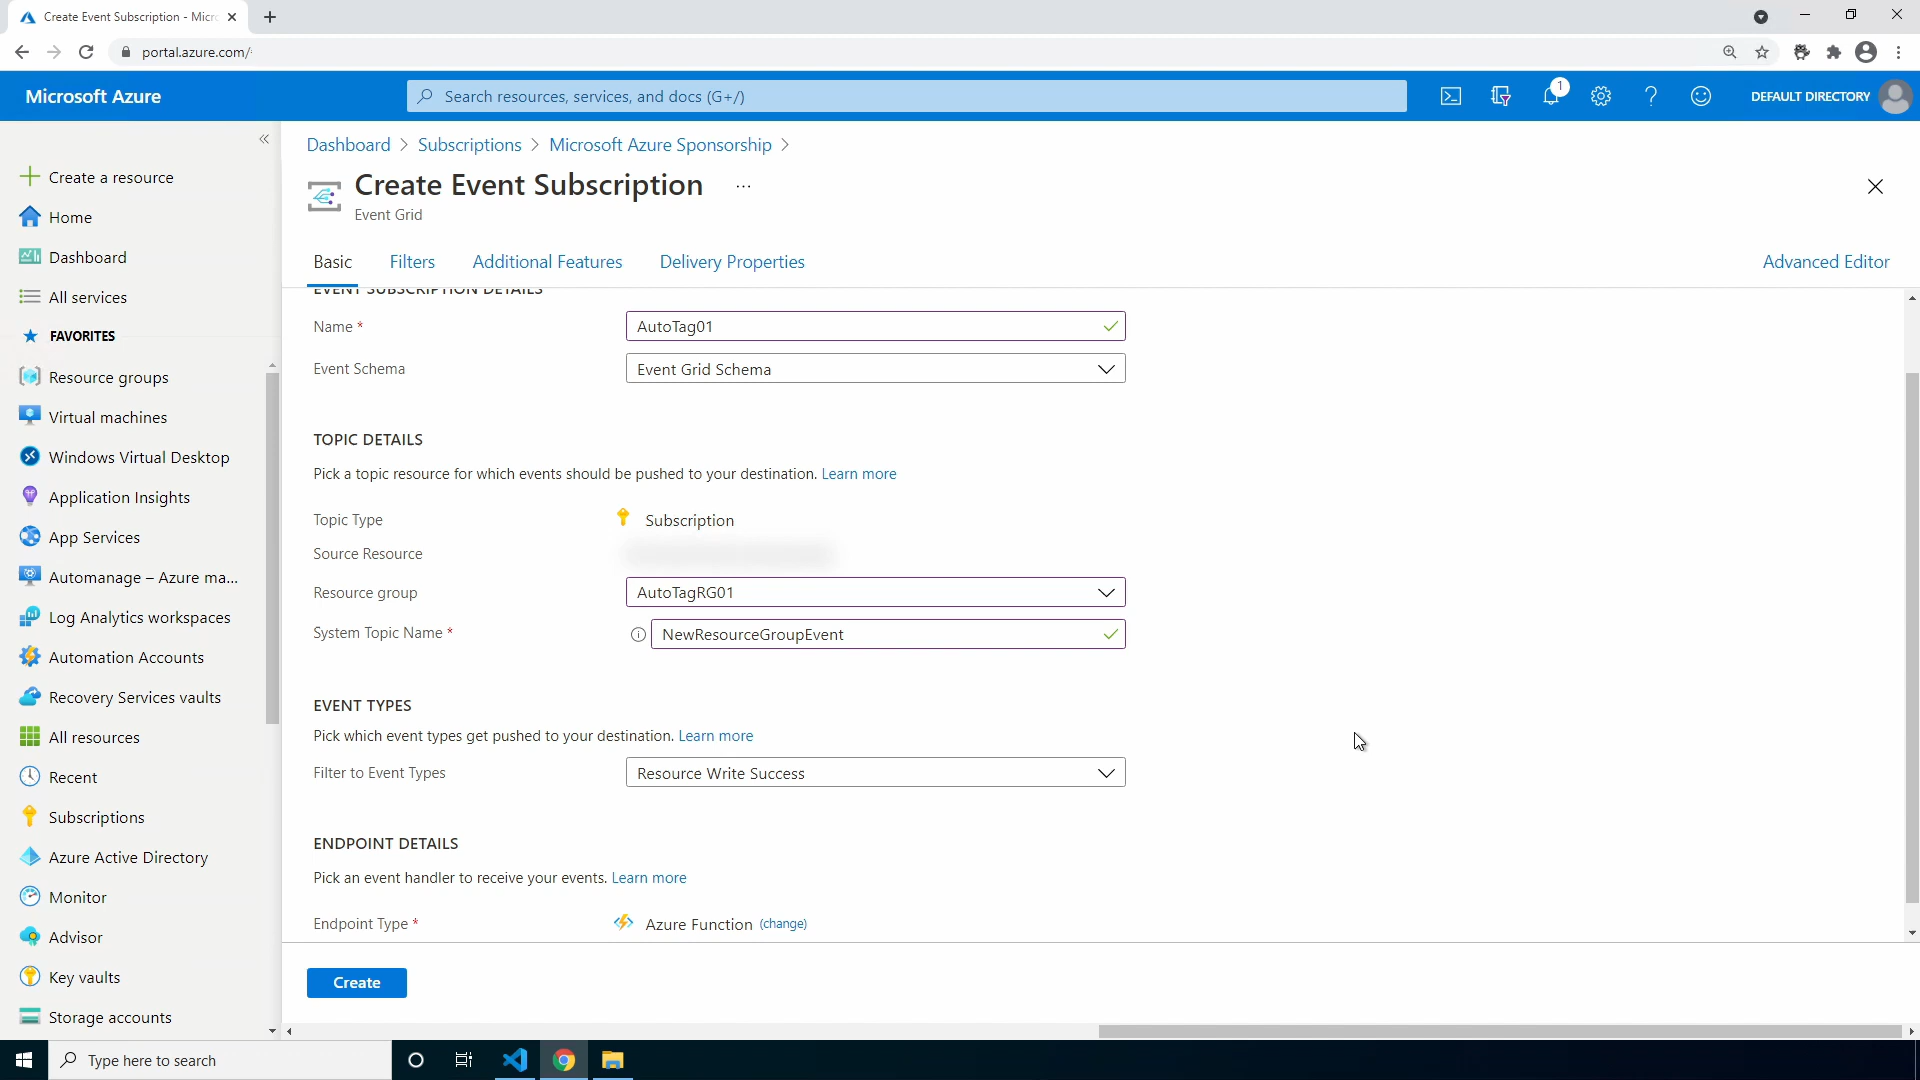 Create Event Subscription - Micr
portal.azure.com/
Microsoft Azure
Search resources, services, and docs (G+/)
1
DEFAULT DIRECTORY
Dashboard > Subscriptions > Microsoft Azure Sponsorship >
Create Event Subscription ...
Event Grid
Basic
Filters
Additional Features
Delivery Properties
Advanced Editor
Create a resource
Home
Dashboard
All services
FAVORITES
Resource groups
Virtual machines
Windows Virtual Desktop
Application Insights
App Services
Automanage – Azure ma...
Log Analytics workspaces
Automation Accounts
Recovery Services vaults
All resources
Recent
Subscriptions
Azure Active Directory
Monitor
Advisor
Key vaults
Storage accounts
EVENT SUBSCRIPTION DETAILS
Name *
AutoTag01
Event Schema
Event Grid Schema
TOPIC DETAILS
Pick a topic resource for which events should be pushed to your destination. Learn more
Topic Type
Subscription
Source Resource
Resource group
AutoTagRG01
System Topic Name *
NewResourceGroupEvent
EVENT TYPES
Pick which event types get pushed to your destination. Learn more
Filter to Event Types
Resource Write Success
ENDPOINT DETAILS
Pick an event handler to receive your events. Learn more
Endpoint Type *
Azure Function (change)
Create
Type here to search